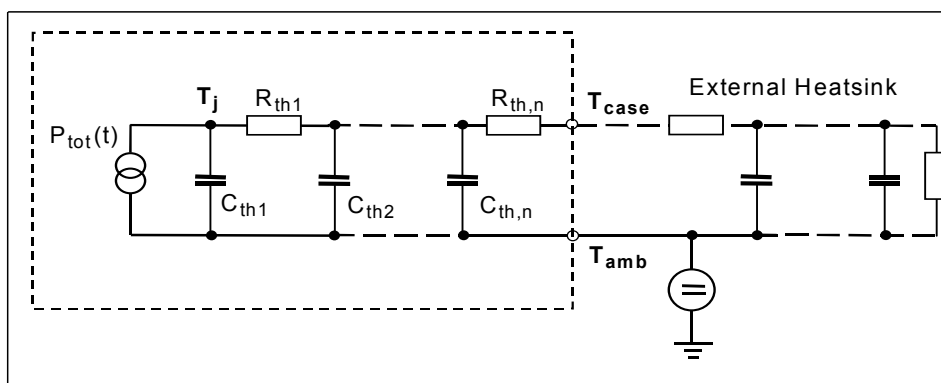 External Heatsink
T_j
R_th1
R_th,n
T_case
P_tot(t)
C_th1
C_th2
C_th,n
T_amb